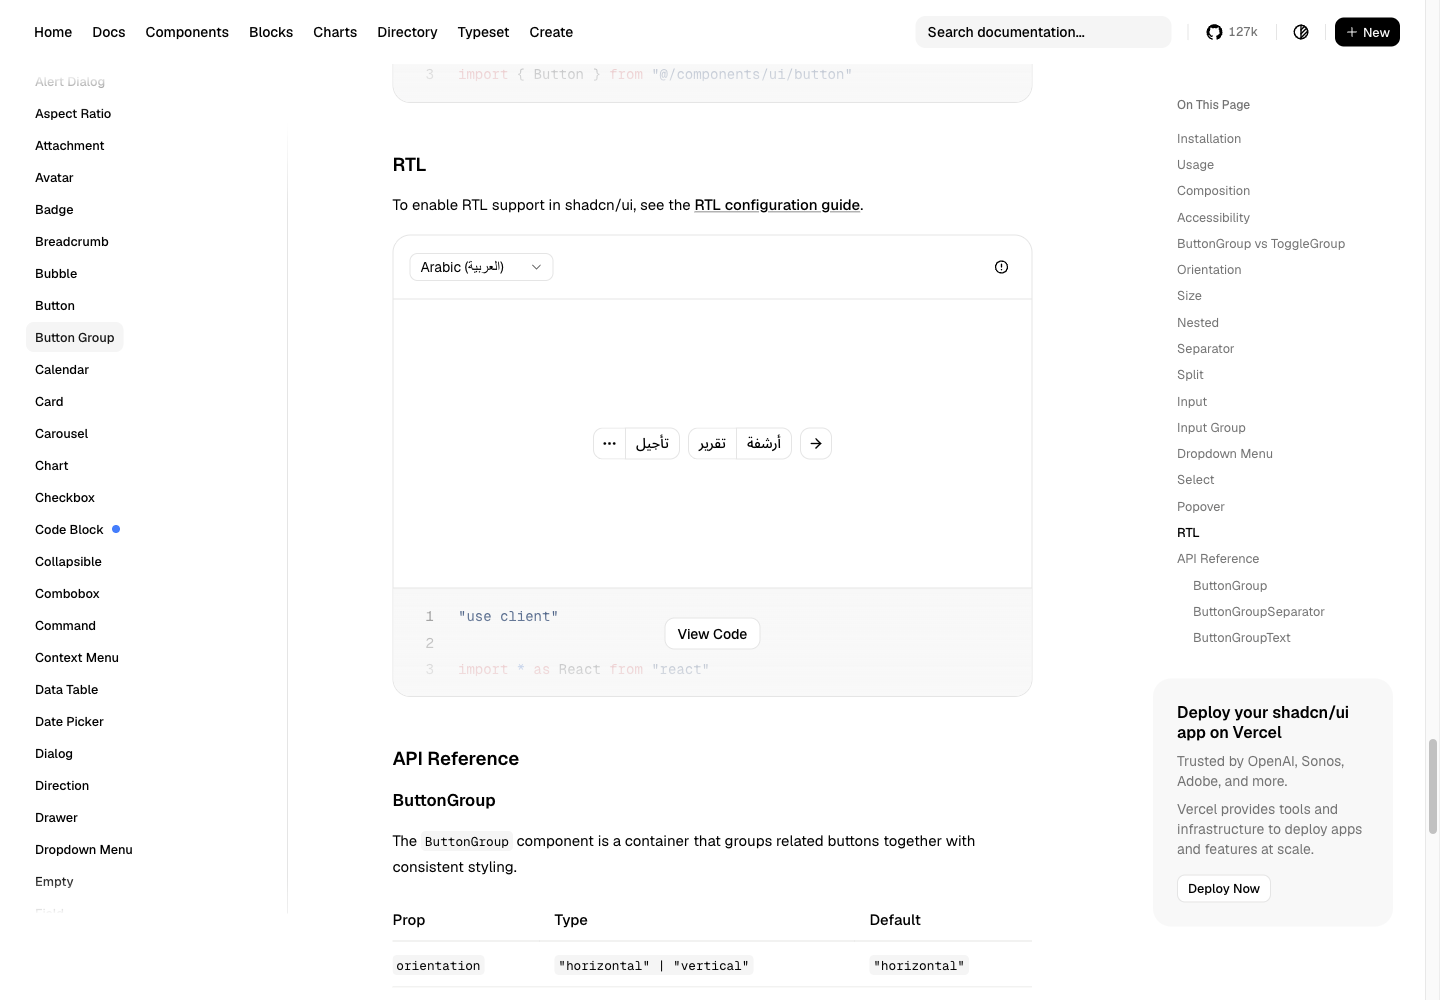 Home Docs Components Blocks Charts Directory Typeset Create
Search documentation...
127k
New
Alert Dialog
Aspect Ratio
Attachment
Avatar
Badge
Breadcrumb
Bubble
Button
Button Group
Calendar
Card
Carousel
Chart
Checkbox
Code Block
Collapsible
Combobox
Command
Context Menu
Data Table
Date Picker
Dialog
Direction
Drawer
Dropdown Menu
Empty
Field
3 import { Button } from "@/components/ui/button"
RTL
To enable RTL support in shadcn/ui, see the RTL configuration guide.
Arabic (العربية)
أرشفة تقرير تأجيل
1 "use client"
2
3 import * as React from "react"
View Code
API Reference
ButtonGroup
The ButtonGroup component is a container that groups related buttons together with
consistent styling.
Prop Type Default
orientation "horizontal" | "vertical" "horizontal"
On This Page
Installation
Usage
Composition
Accessibility
ButtonGroup vs ToggleGroup
Orientation
Size
Nested
Separator
Split
Input
Input Group
Dropdown Menu
Select
Popover
RTL
API Reference
ButtonGroup
ButtonGroupSeparator
ButtonGroupText
Deploy your shadcn/ui
app on Vercel
Trusted by OpenAI, Sonos,
Adobe, and more.
Vercel provides tools and
infrastructure to deploy apps
and features at scale.
Deploy Now